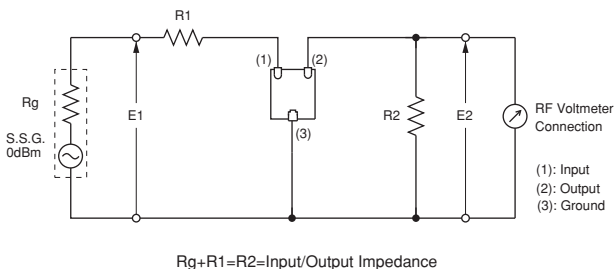 R1
(1)
(2)
Rg
S.S.G.
0dBm
E1
(3)
R2
E2
RF Voltmeter
Connection
(1): Input
(2): Output
(3): Ground
Rg+R1=R2=Input/Output Impedance